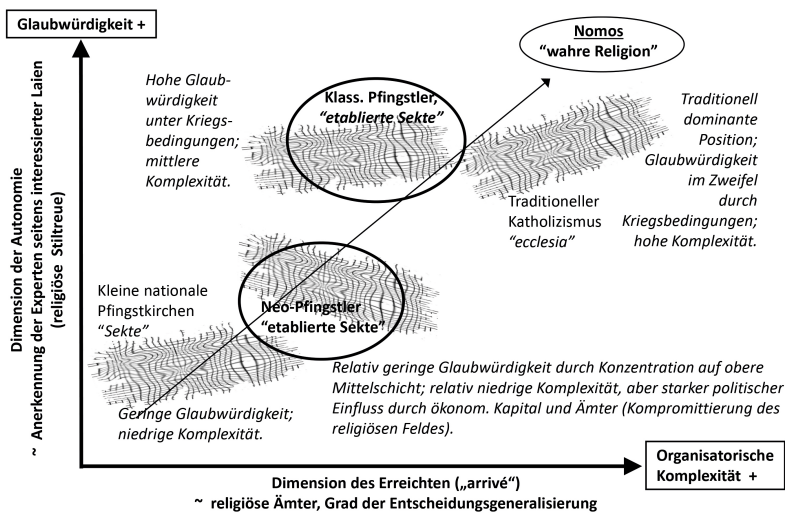 Glaubwürdigkeit +
Nomos
“wahre Religion”
Hohe Glaub-
würdigkeit
unter Kriegs-
bedingungen;
mittlere
Komplexität.
Klass. Pfingstler,
“etablierte Sekte”
Traditionell
dominante
Position;
Glaubwürdigkeit
im Zweifel
durch
Kriegsbedingungen;
hohe Komplexität.
Traditioneller
Katholizismus
“ecclesia”
Dimension der Autonomie
~ Anerkennung der Experten seitens interessierter Laien
(religiöse Stiltreue)
Kleine nationale
Pfingstkirchen
“Sekte”
Neo-Pfingstler
“etablierte Sekte”
Relativ geringe Glaubwürdigkeit durch Konzentration auf obere
Mittelschicht; relativ niedrige Komplexität, aber starker politischer
Einfluss durch ökonom. Kapital und Ämter (Kompromittierung des
religiösen Feldes).
Geringe Glaubwürdigkeit;
niedrige Komplexität.
Organisatorische
Komplexität +
Dimension des Erreichten („arrivé“)
~ religiöse Ämter, Grad der Entscheidungsgeneralisierung